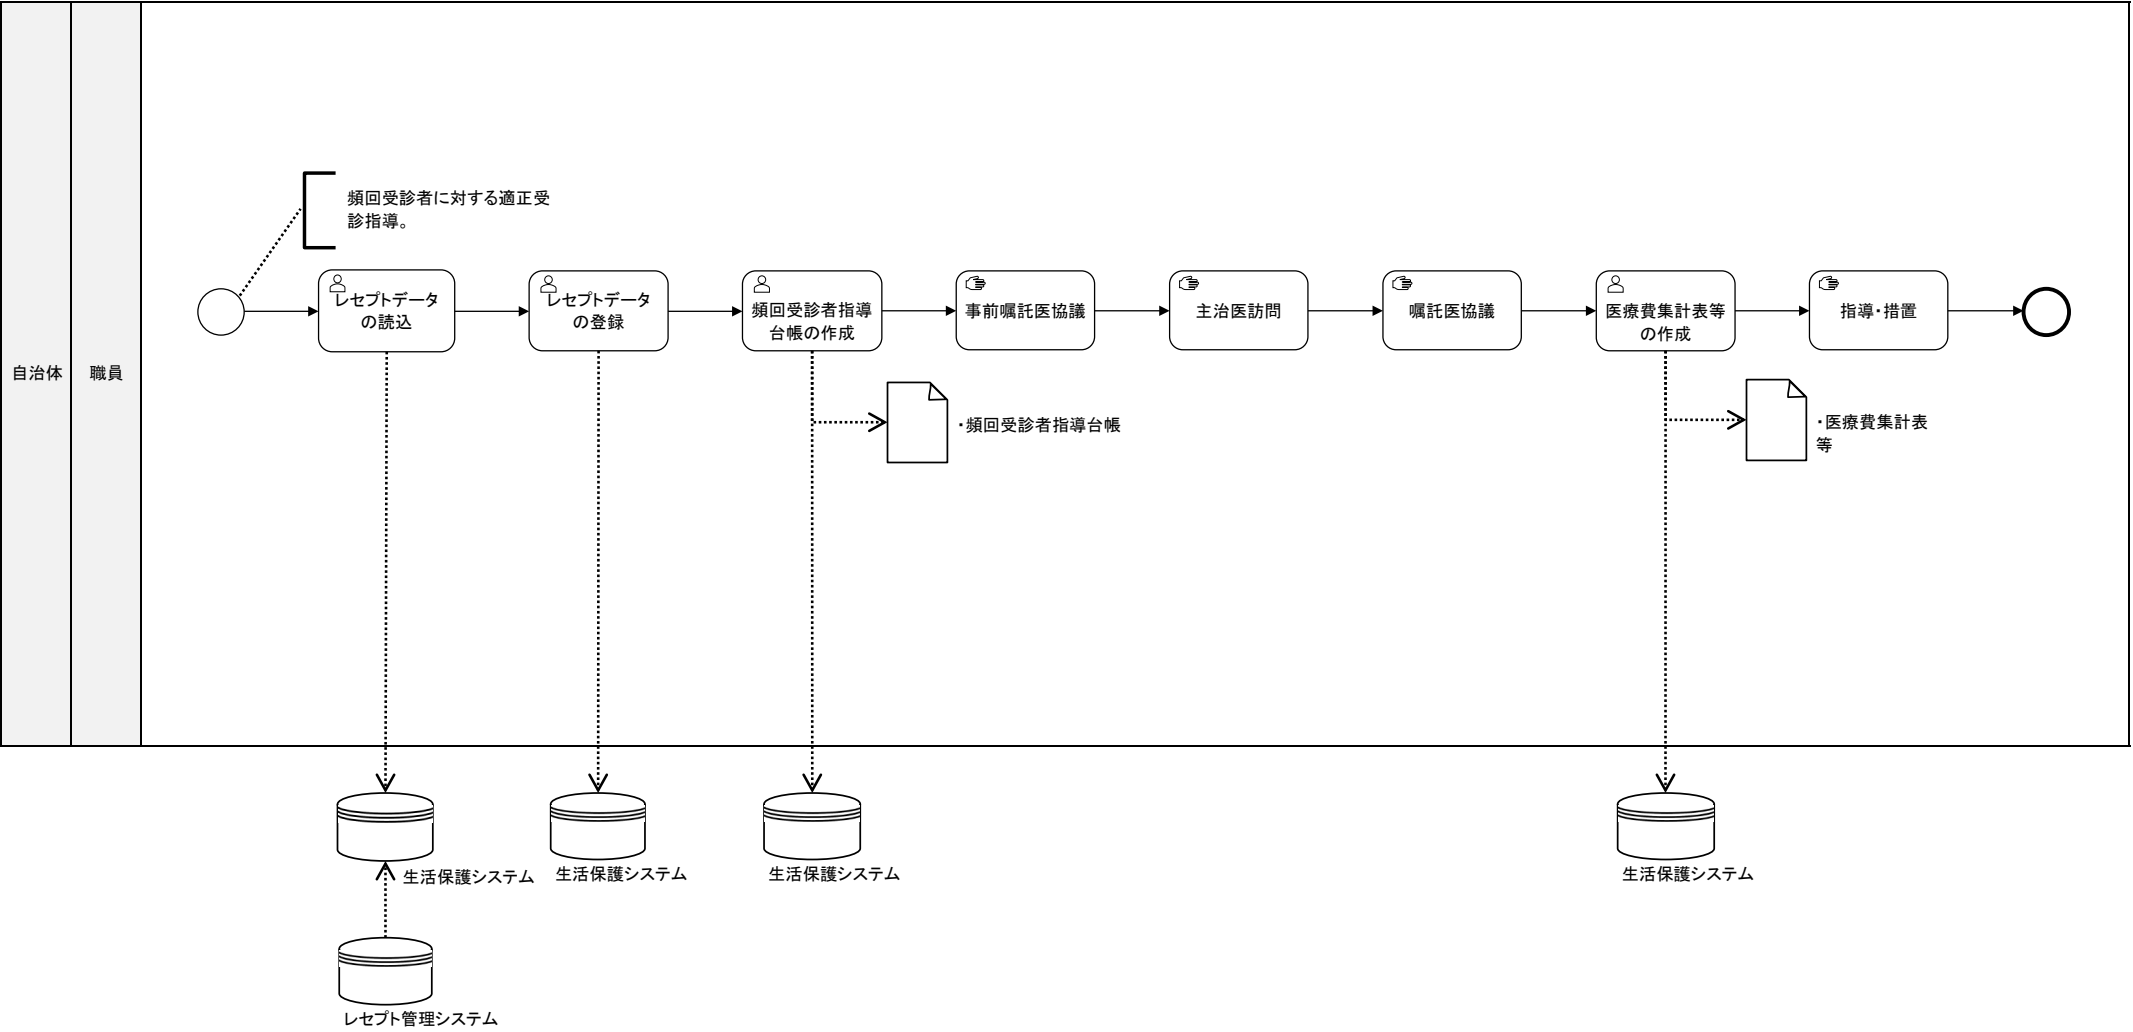 自治体
職員
頻回受診者に対する適正受
診指導。
レセプトデータ
の読込
レセプトデータ
の登録
頻回受診者指導
台帳の作成
事前嘱託医協議
主治医訪問
嘱託医協議
医療費集計表等
の作成
指導・措置
・頻回受診者指導台帳
・医療費集計表
等
生活保護システム
生活保護システム
生活保護システム
生活保護システム
レセプト管理システム